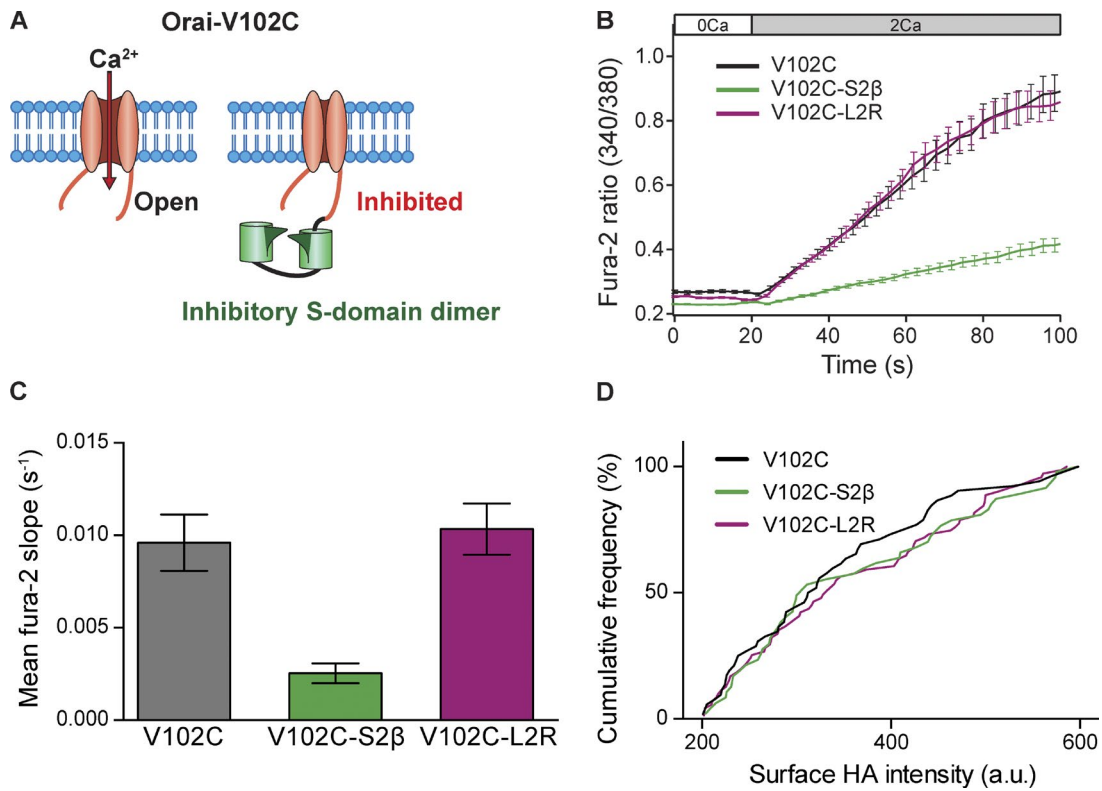 A
Orai-V102C
Ca²⁺
Open
Inhibited
Inhibitory S-domain dimer
B
0Ca
2Ca
V102C
V102C-S2β
V102C-L2R
Fura-2 ratio (340/380)
1.0
0.8
0.6
0.4
0.2
0
20
40
60
80
100
Time (s)
C
Mean fura-2 slope (s⁻¹)
0.015
0.010
0.005
0.000
V102C
V102C-S2β
V102C-L2R
D
V102C
V102C-S2β
V102C-L2R
Cumulative frequency (%)
100
50
0
200
400
600
Surface HA intensity (a.u.)